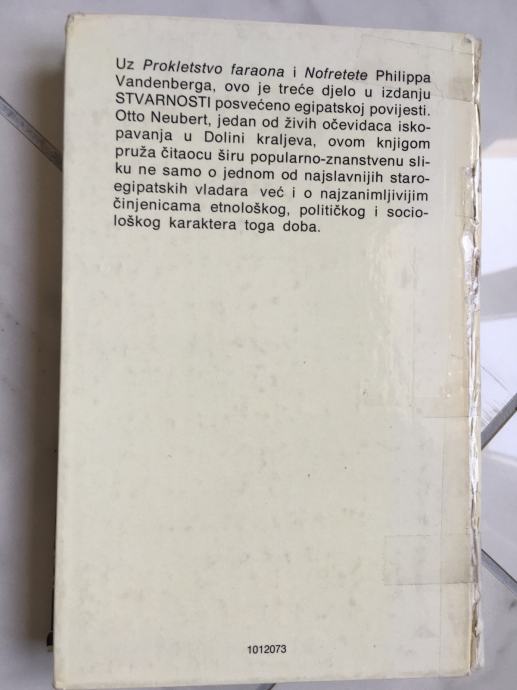 Uz Prokletstvo faraona i Nofretete Philippa
Vandenberga, ovo je treće djelo u izdanju
STVARNOSTI posvećeno egipatskoj povijesti.
Otto Neubert, jedan od živih očevidaca isko-
pavanja u Dolini kraljeva, ovom knjigom
pruža čitaocu širu popularno-znanstvenu sli-
ku ne samo o jednom od najslavnijih staro-
egipatskih vladara već i o najzanimljivijim
činjenicama etnološkog, političkog i socio-
loškog karaktera toga doba.
1012073